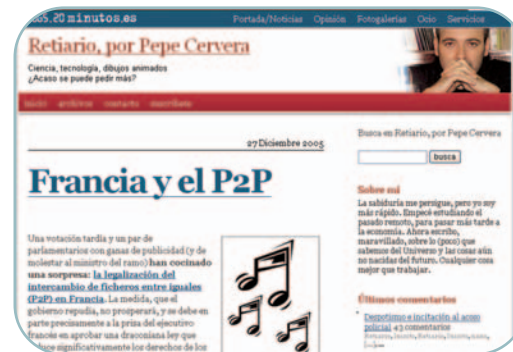 20minutos.es
Portada/Noticias Opinión Fotogalerías Ocio Servicios
Retiario, por Pepe Cervera
Ciencia, tecnología, dibujos animados
¿Acaso se puede pedir más?
inicio archivos contacto suscríbete
27 Diciembre 2005
Francia y el P2P
Una votación tardía y un par de
parlamentarios con ganas de publicidad (y de
molestar al ministro del ramo) han cocinado
una sorpresa: la legalización del
intercambio de ficheros entre iguales
(P2P) en Francia. La medida, que el
gobierno repudia, no prosperará, y se debe en
parte precisamente a la prisa del ejecutivo
francés en aprobar una draconiana ley que
reduce significativamente los derechos de los
Busca en Retiario, por Pepe Cervera
busca
Sobre mí
La sabiduría me persigue, pero yo soy
más rápido. Empecé estudiando el
pasado remoto, para pasar más tarde a
la economía. Ahora escribo,
maravillado, sobre lo (poco) que
sabemos del Universo y las cosas aún
no nacidas del futuro. Cualquier cosa
mejor que trabajar.
Últimos comentarios
Despotismo e incitación al acoso
policial 43 comentarios